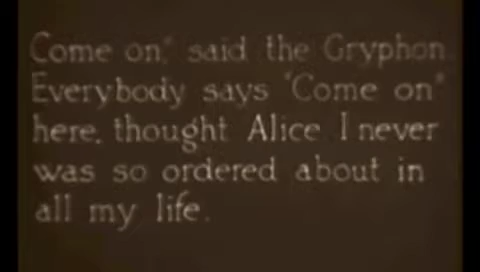 Come on," said the Gryphon.
Everybody says "Come on"
here, thought Alice I never
was so ordered about in
all my life.